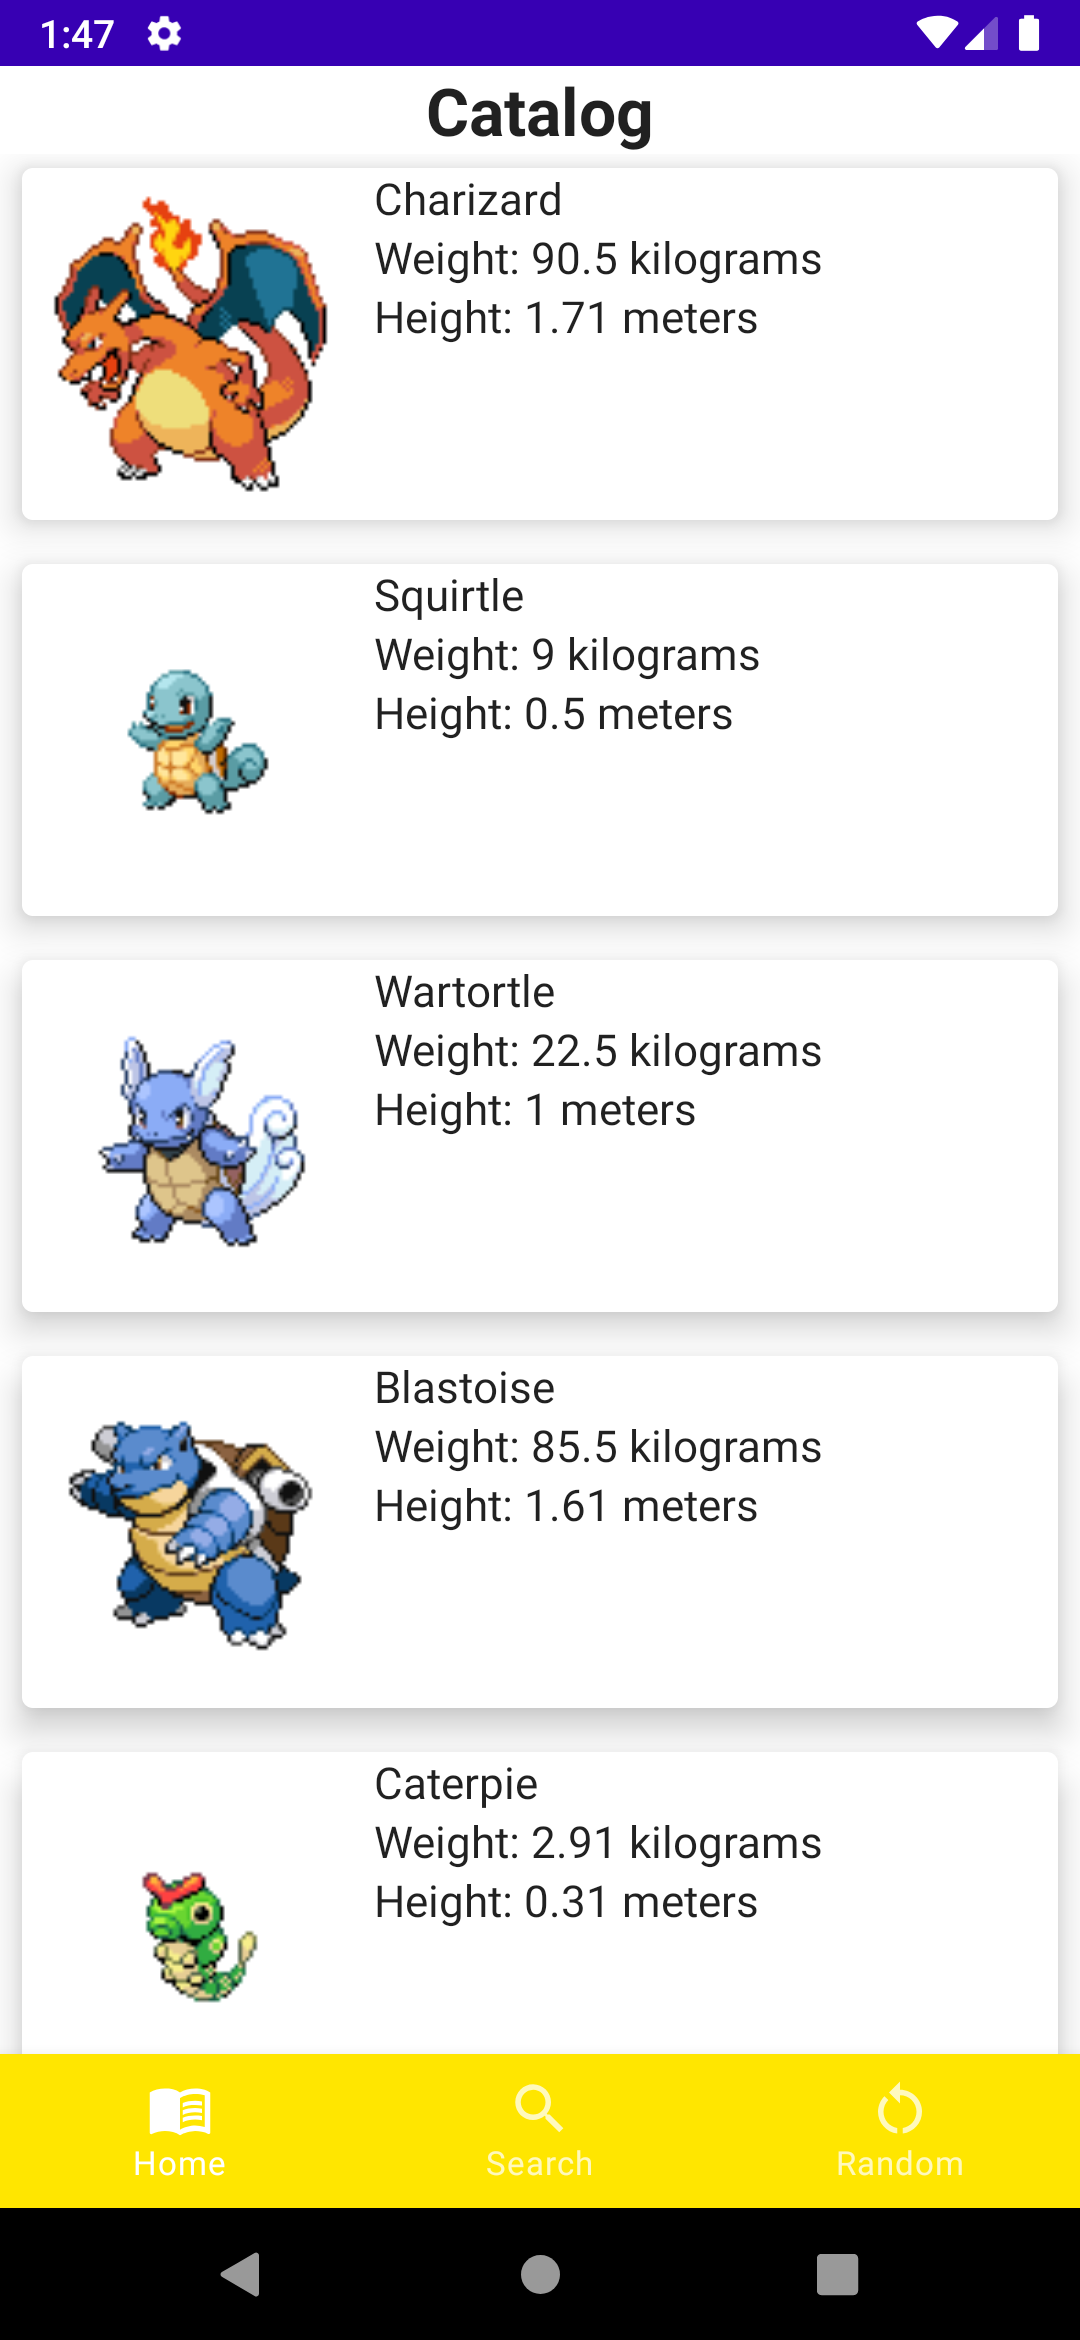 1:47
Catalog
Charizard
Weight: 90.5 kilograms
Height: 1.71 meters
Squirtle
Weight: 9 kilograms
Height: 0.5 meters
Wartortle
Weight: 22.5 kilograms
Height: 1 meters
Blastoise
Weight: 85.5 kilograms
Height: 1.61 meters
Caterpie
Weight: 2.91 kilograms
Height: 0.31 meters
Home
Search
Random